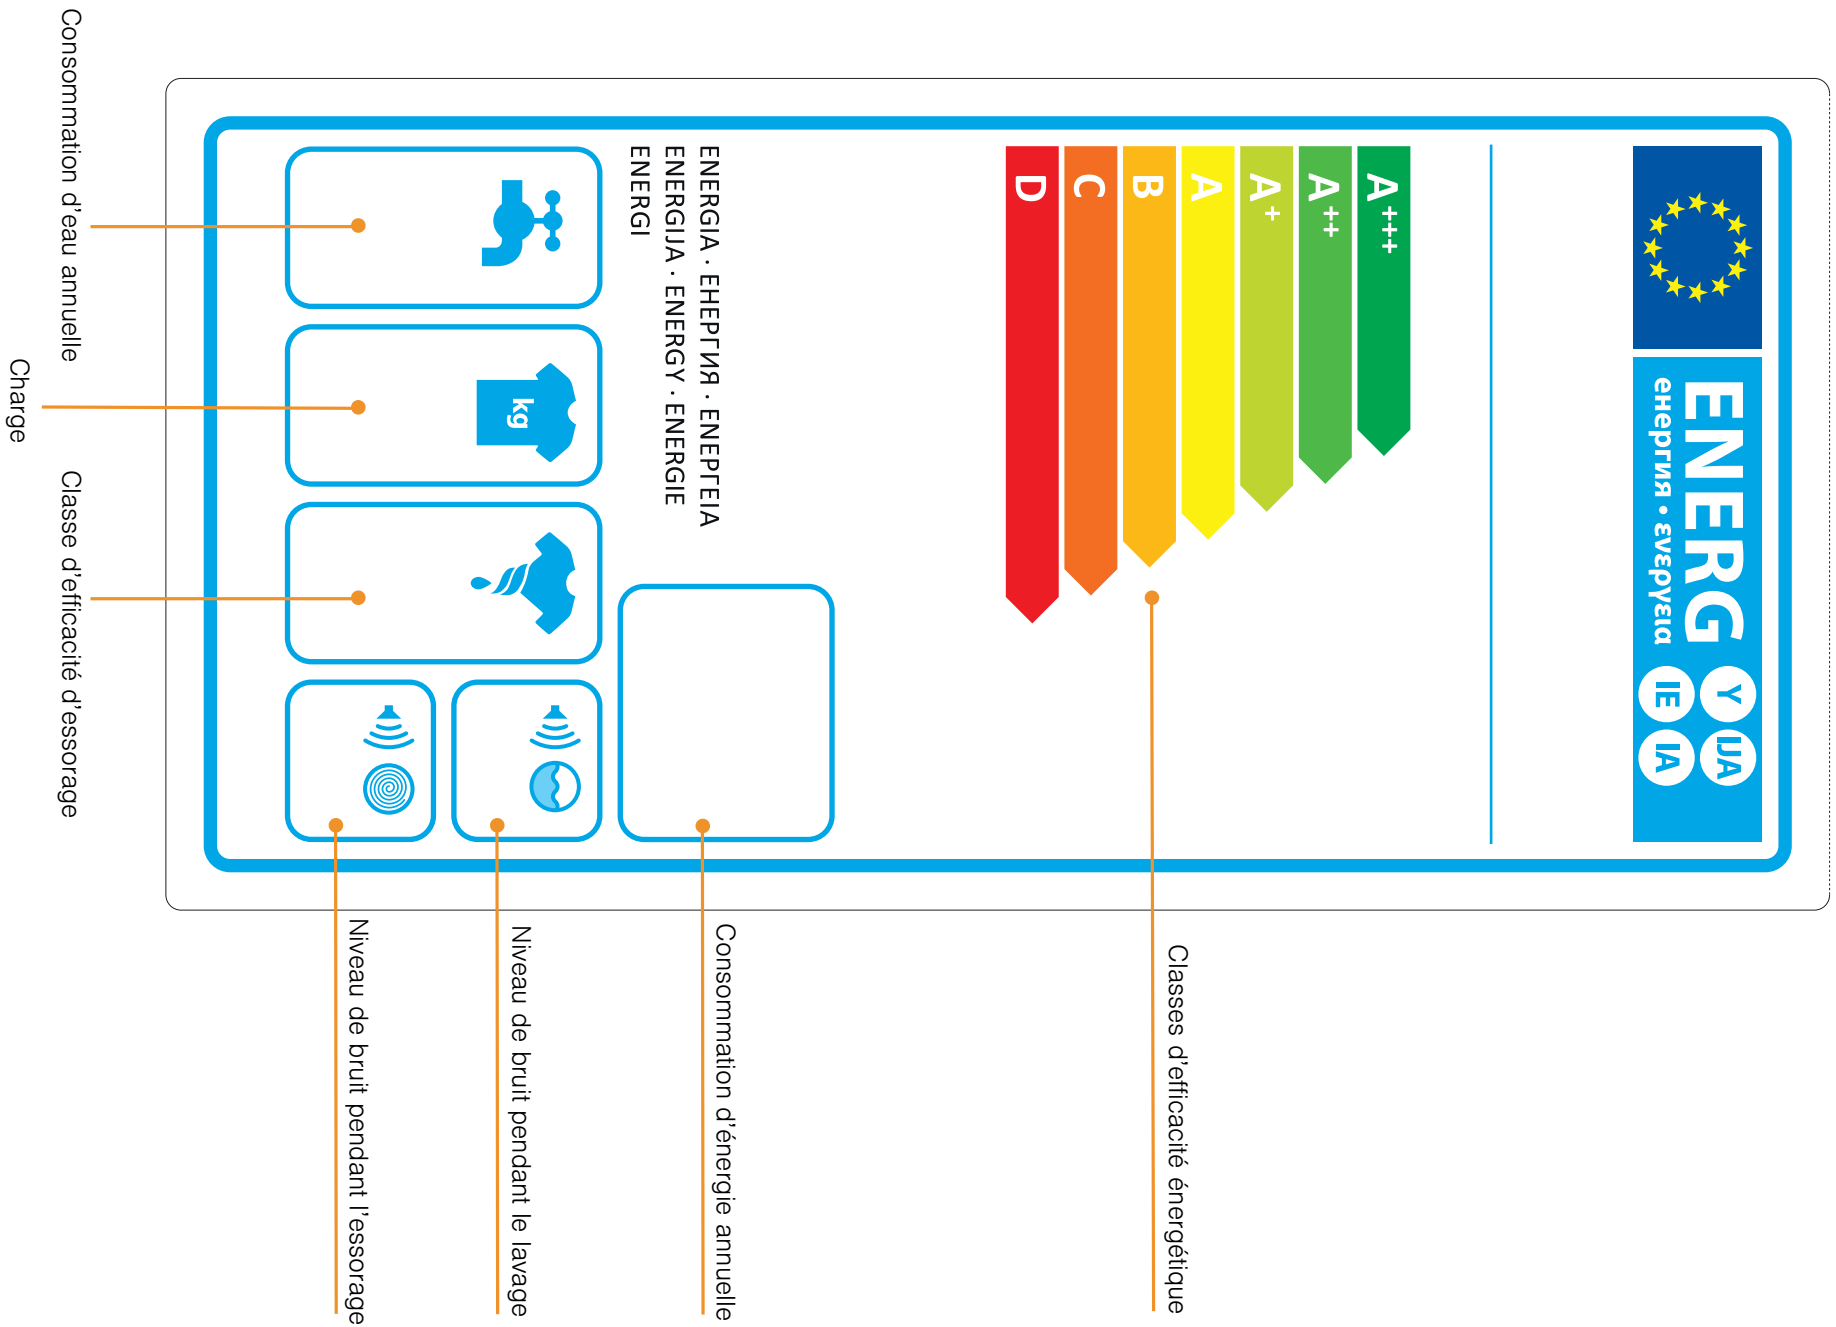 ENERG
Y
IJA
енергия • ενεργεια
IE
IA
A+++
A++
A+
A
B
C
D
Classes d'efficacité énergétique
ENERGIA · ЕНЕРГИЯ · ΕΝΕΡΓΕΙΑ
ENERGIJA · ENERGY · ENERGIE
ENERGI
Consommation d'énergie annuelle
kg
Niveau de bruit pendant le lavage
Niveau de bruit pendant l'essorage
Consommation d'eau annuelle
Charge
Classe d'efficacité d'essorage